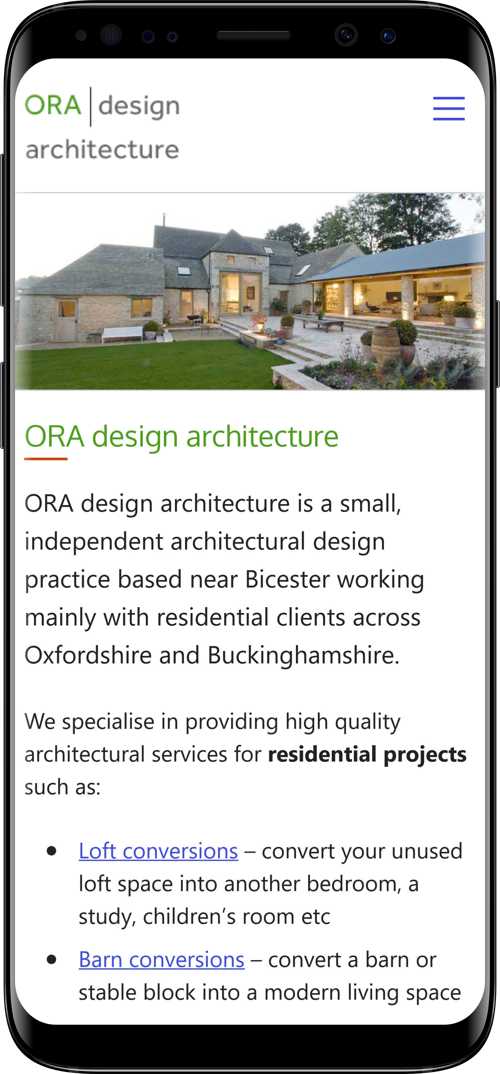 ORA design
architecture
ORA design architecture
ORA design architecture is a small,
independent architectural design
practice based near Bicester working
mainly with residential clients across
Oxfordshire and Buckinghamshire.
We specialise in providing high quality
architectural services for residential projects
such as:
Loft conversions – convert your unused
loft space into another bedroom, a
study, children’s room etc
Barn conversions – convert a barn or
stable block into a modern living space